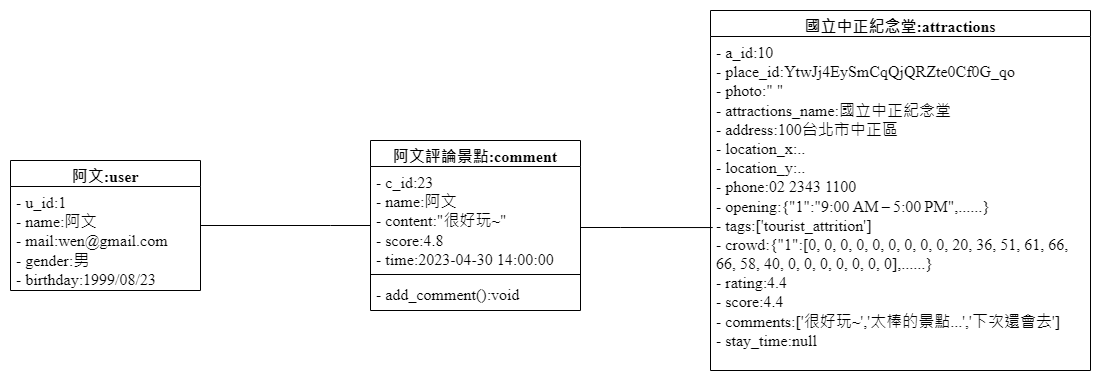 阿文:user
- u_id:1
- name:阿文
- mail:wen@gmail.com
- gender:男
- birthday:1999/08/23
阿文評論景點:comment
- c_id:23
- name:阿文
- content:"很好玩~"
- score:4.8
- time:2023-04-30 14:00:00
- add_comment():void
國立中正紀念堂:attractions
- a_id:10
- place_id:YtwJj4EySmCqQjQRZte0Cf0G_qo
- photo:" "
- attractions_name:國立中正紀念堂
- address:100台北市中正區
- location_x:..
- location_y:..
- phone:02 2343 1100
- opening:{"1":"9:00 AM – 5:00 PM",......}
- tags:['tourist_attrition']
- crowd:{"1":[0, 0, 0, 0, 0, 0, 0, 0, 0, 20, 36, 51, 61, 66,
66, 58, 40, 0, 0, 0, 0, 0, 0, 0],......}
- rating:4.4
- score:4.4
- comments:['很好玩~','太棒的景點...','下次還會去']
- stay_time:null